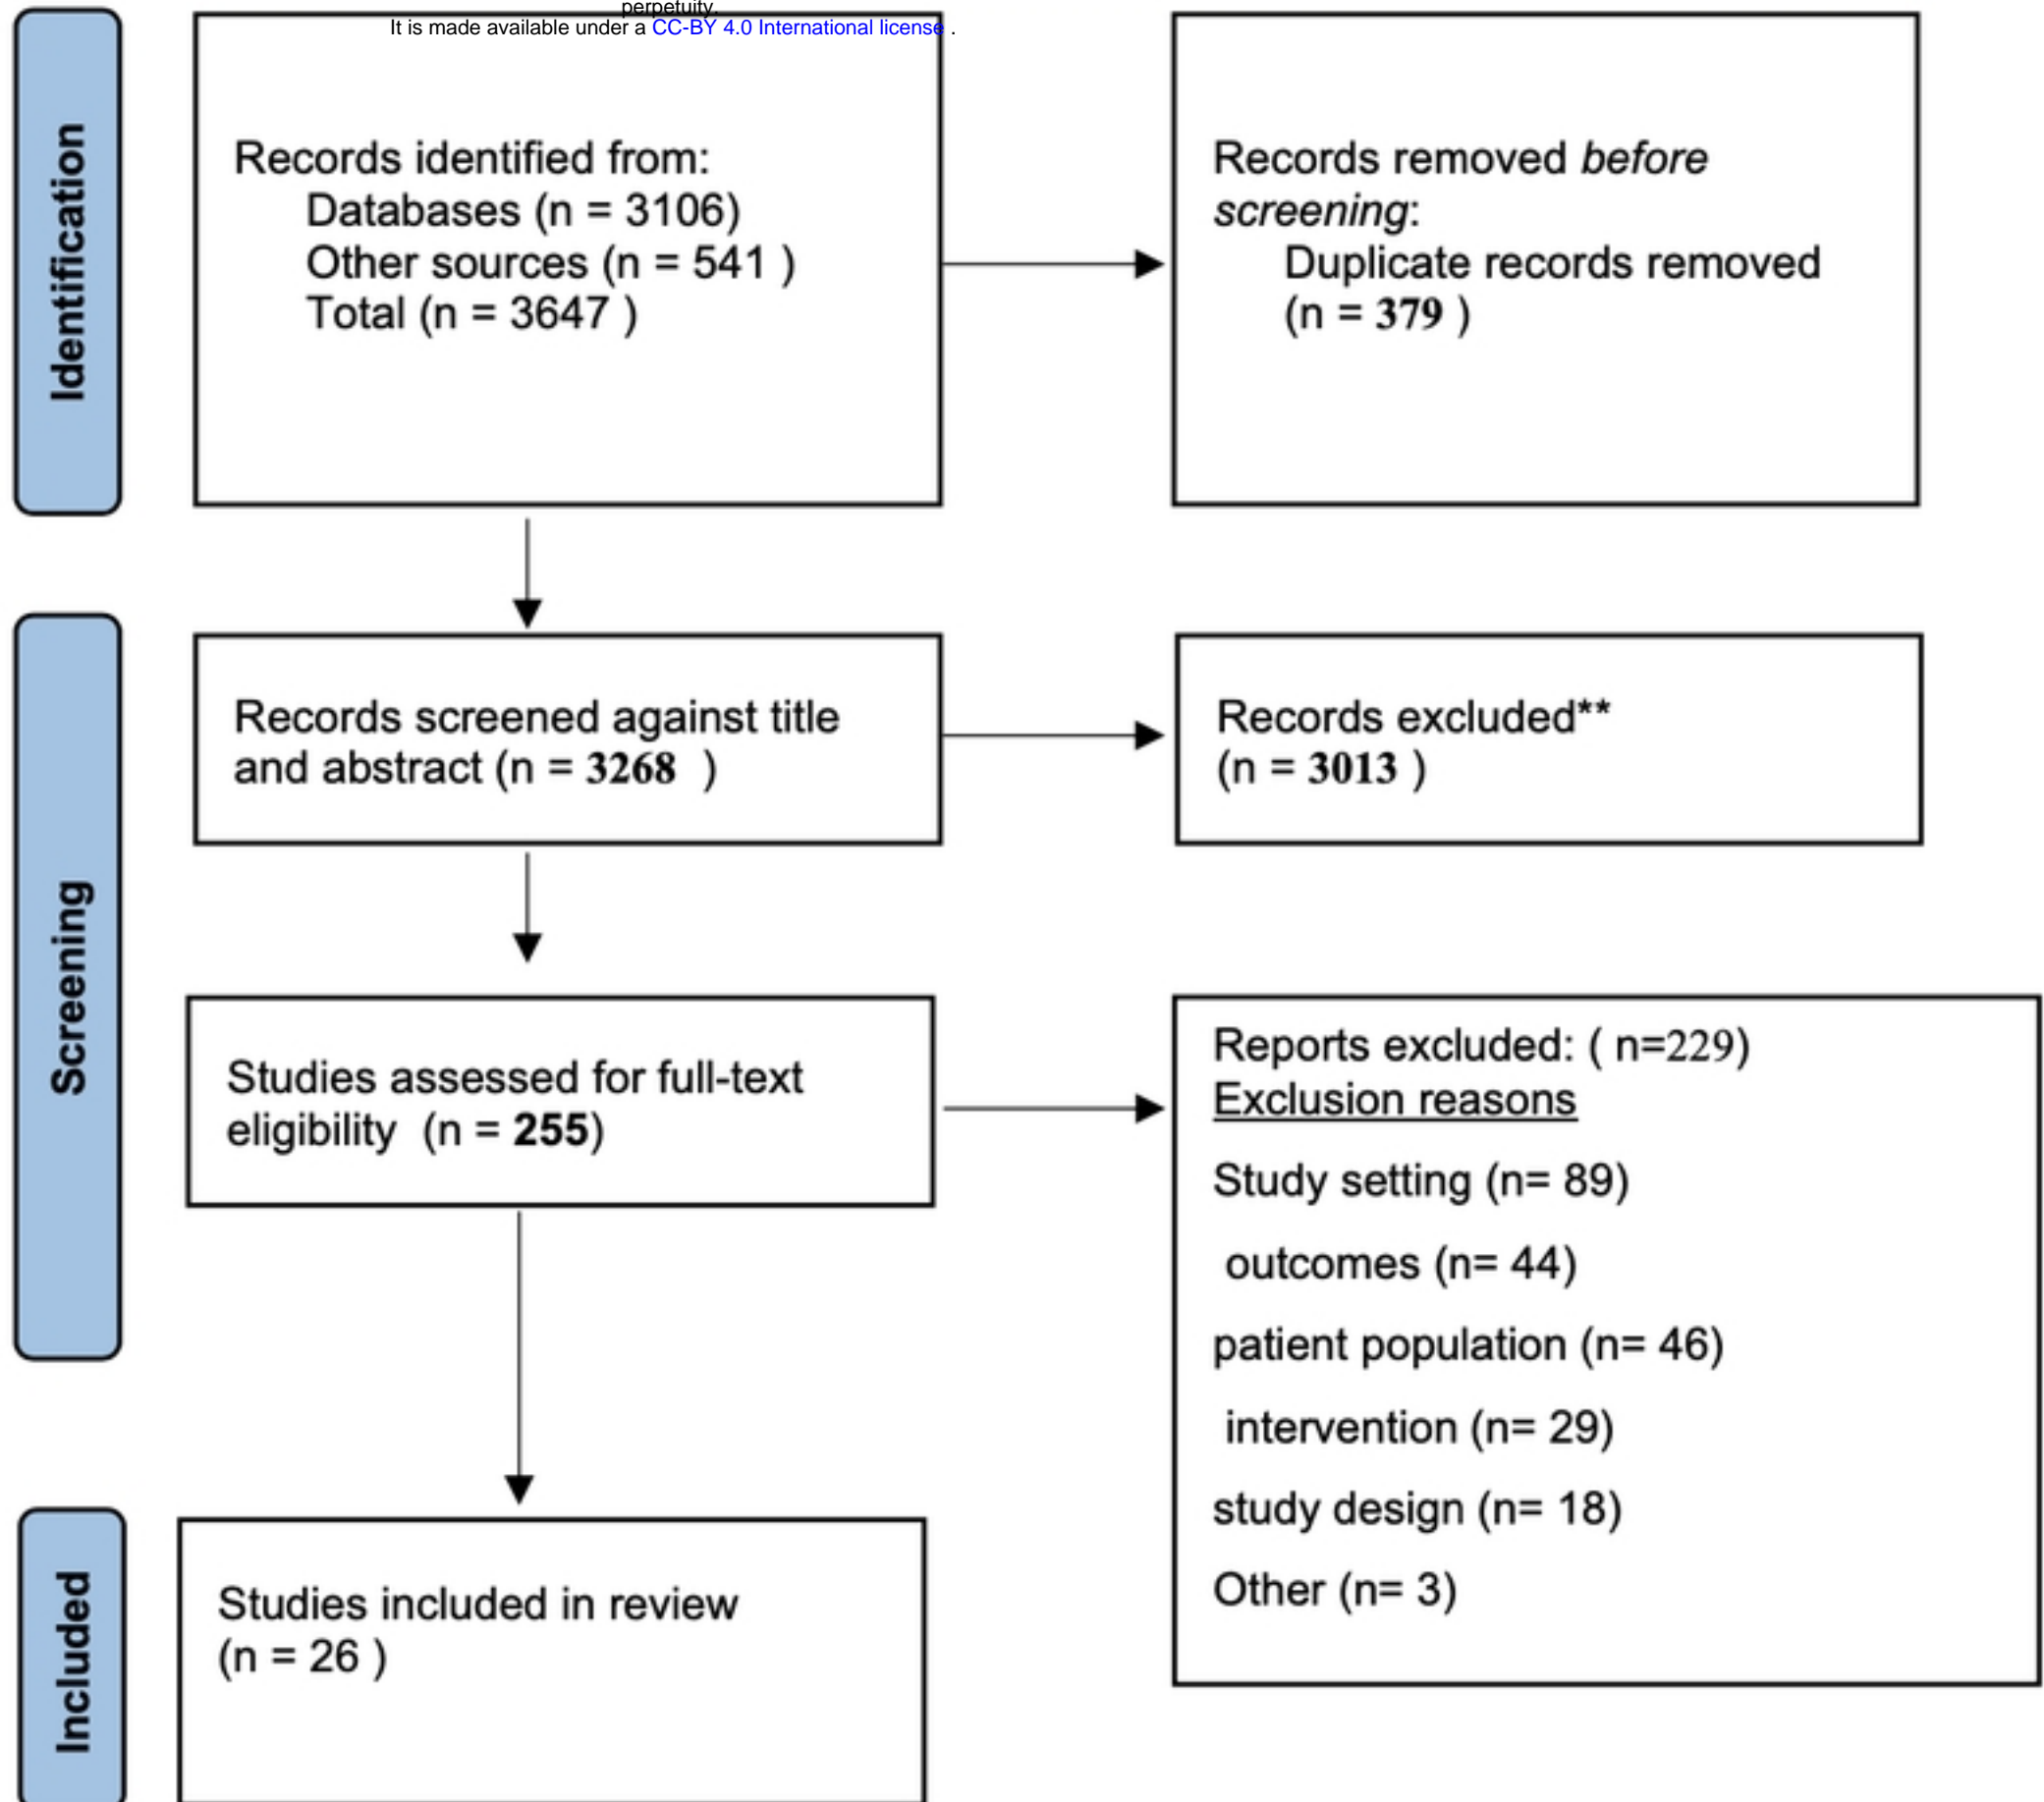 perpetuity.
It is made available under a CC-BY 4.0 International license .
Identification
Records identified from:
Databases (n = 3106)
Other sources (n = 541 )
Total (n = 3647 )
Records removed before
screening:
Duplicate records removed
(n = 379 )
Screening
Records screened against title
and abstract (n = 3268 )
Records excluded**
(n = 3013 )
Studies assessed for full-text
eligibility (n = 255)
Reports excluded: ( n=229)
Exclusion reasons
Study setting (n= 89)
outcomes (n= 44)
patient population (n= 46)
intervention (n= 29)
study design (n= 18)
Other (n= 3)
Included
Studies included in review
(n = 26 )